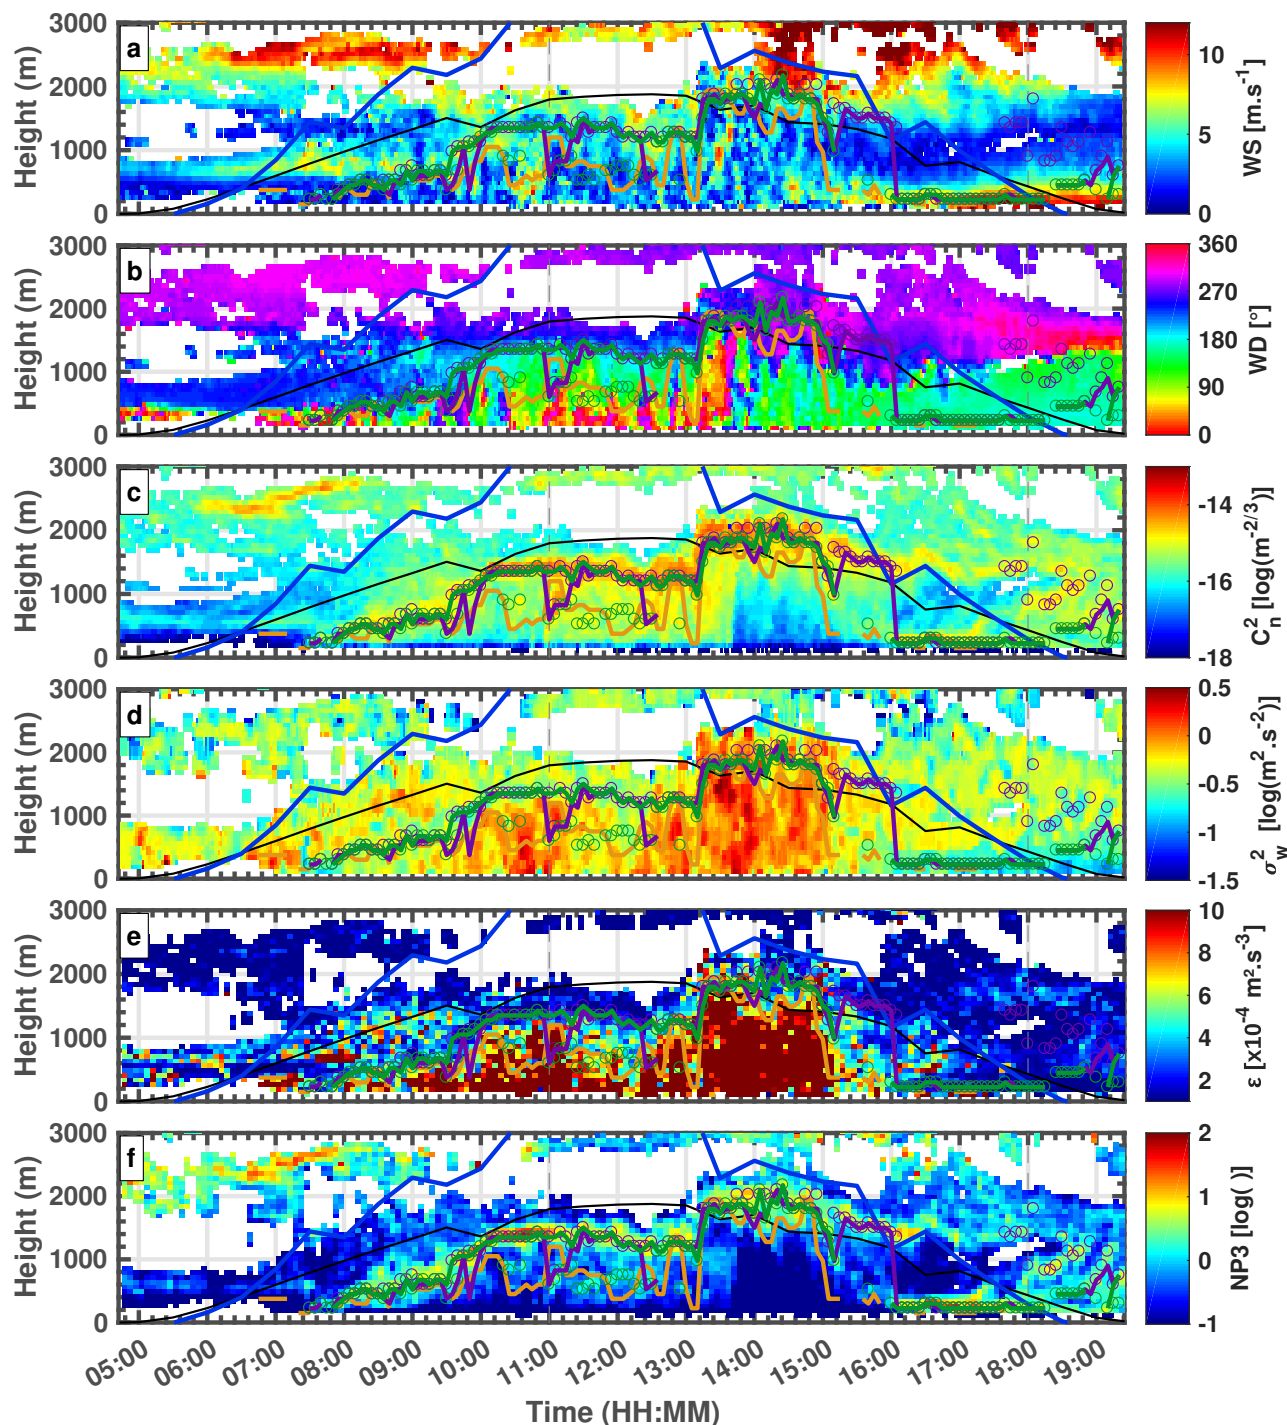 a
3000
2000
1000
0
Height (m)
10
5
0
WS [m.s-1]
b
3000
2000
1000
0
Height (m)
360
270
180
90
0
WD [°]
c
3000
2000
1000
0
Height (m)
-14
-16
-18
C2n [log(m-2/3)]
d
3000
2000
1000
0
Height (m)
0.5
0
-0.5
-1
-1.5
σ2w [log(m2.s-2)]
e
3000
2000
1000
0
Height (m)
10
8
6
4
2
ε [x10-4 m².s-3]
f
3000
2000
1000
0
Height (m)
2
1
0
-1
NP3 [log( )]
05:00 06:00 07:00 08:00 09:00 10:00 11:00 12:00 13:00 14:00 15:00 16:00 17:00 18:00 19:00
Time (HH:MM)